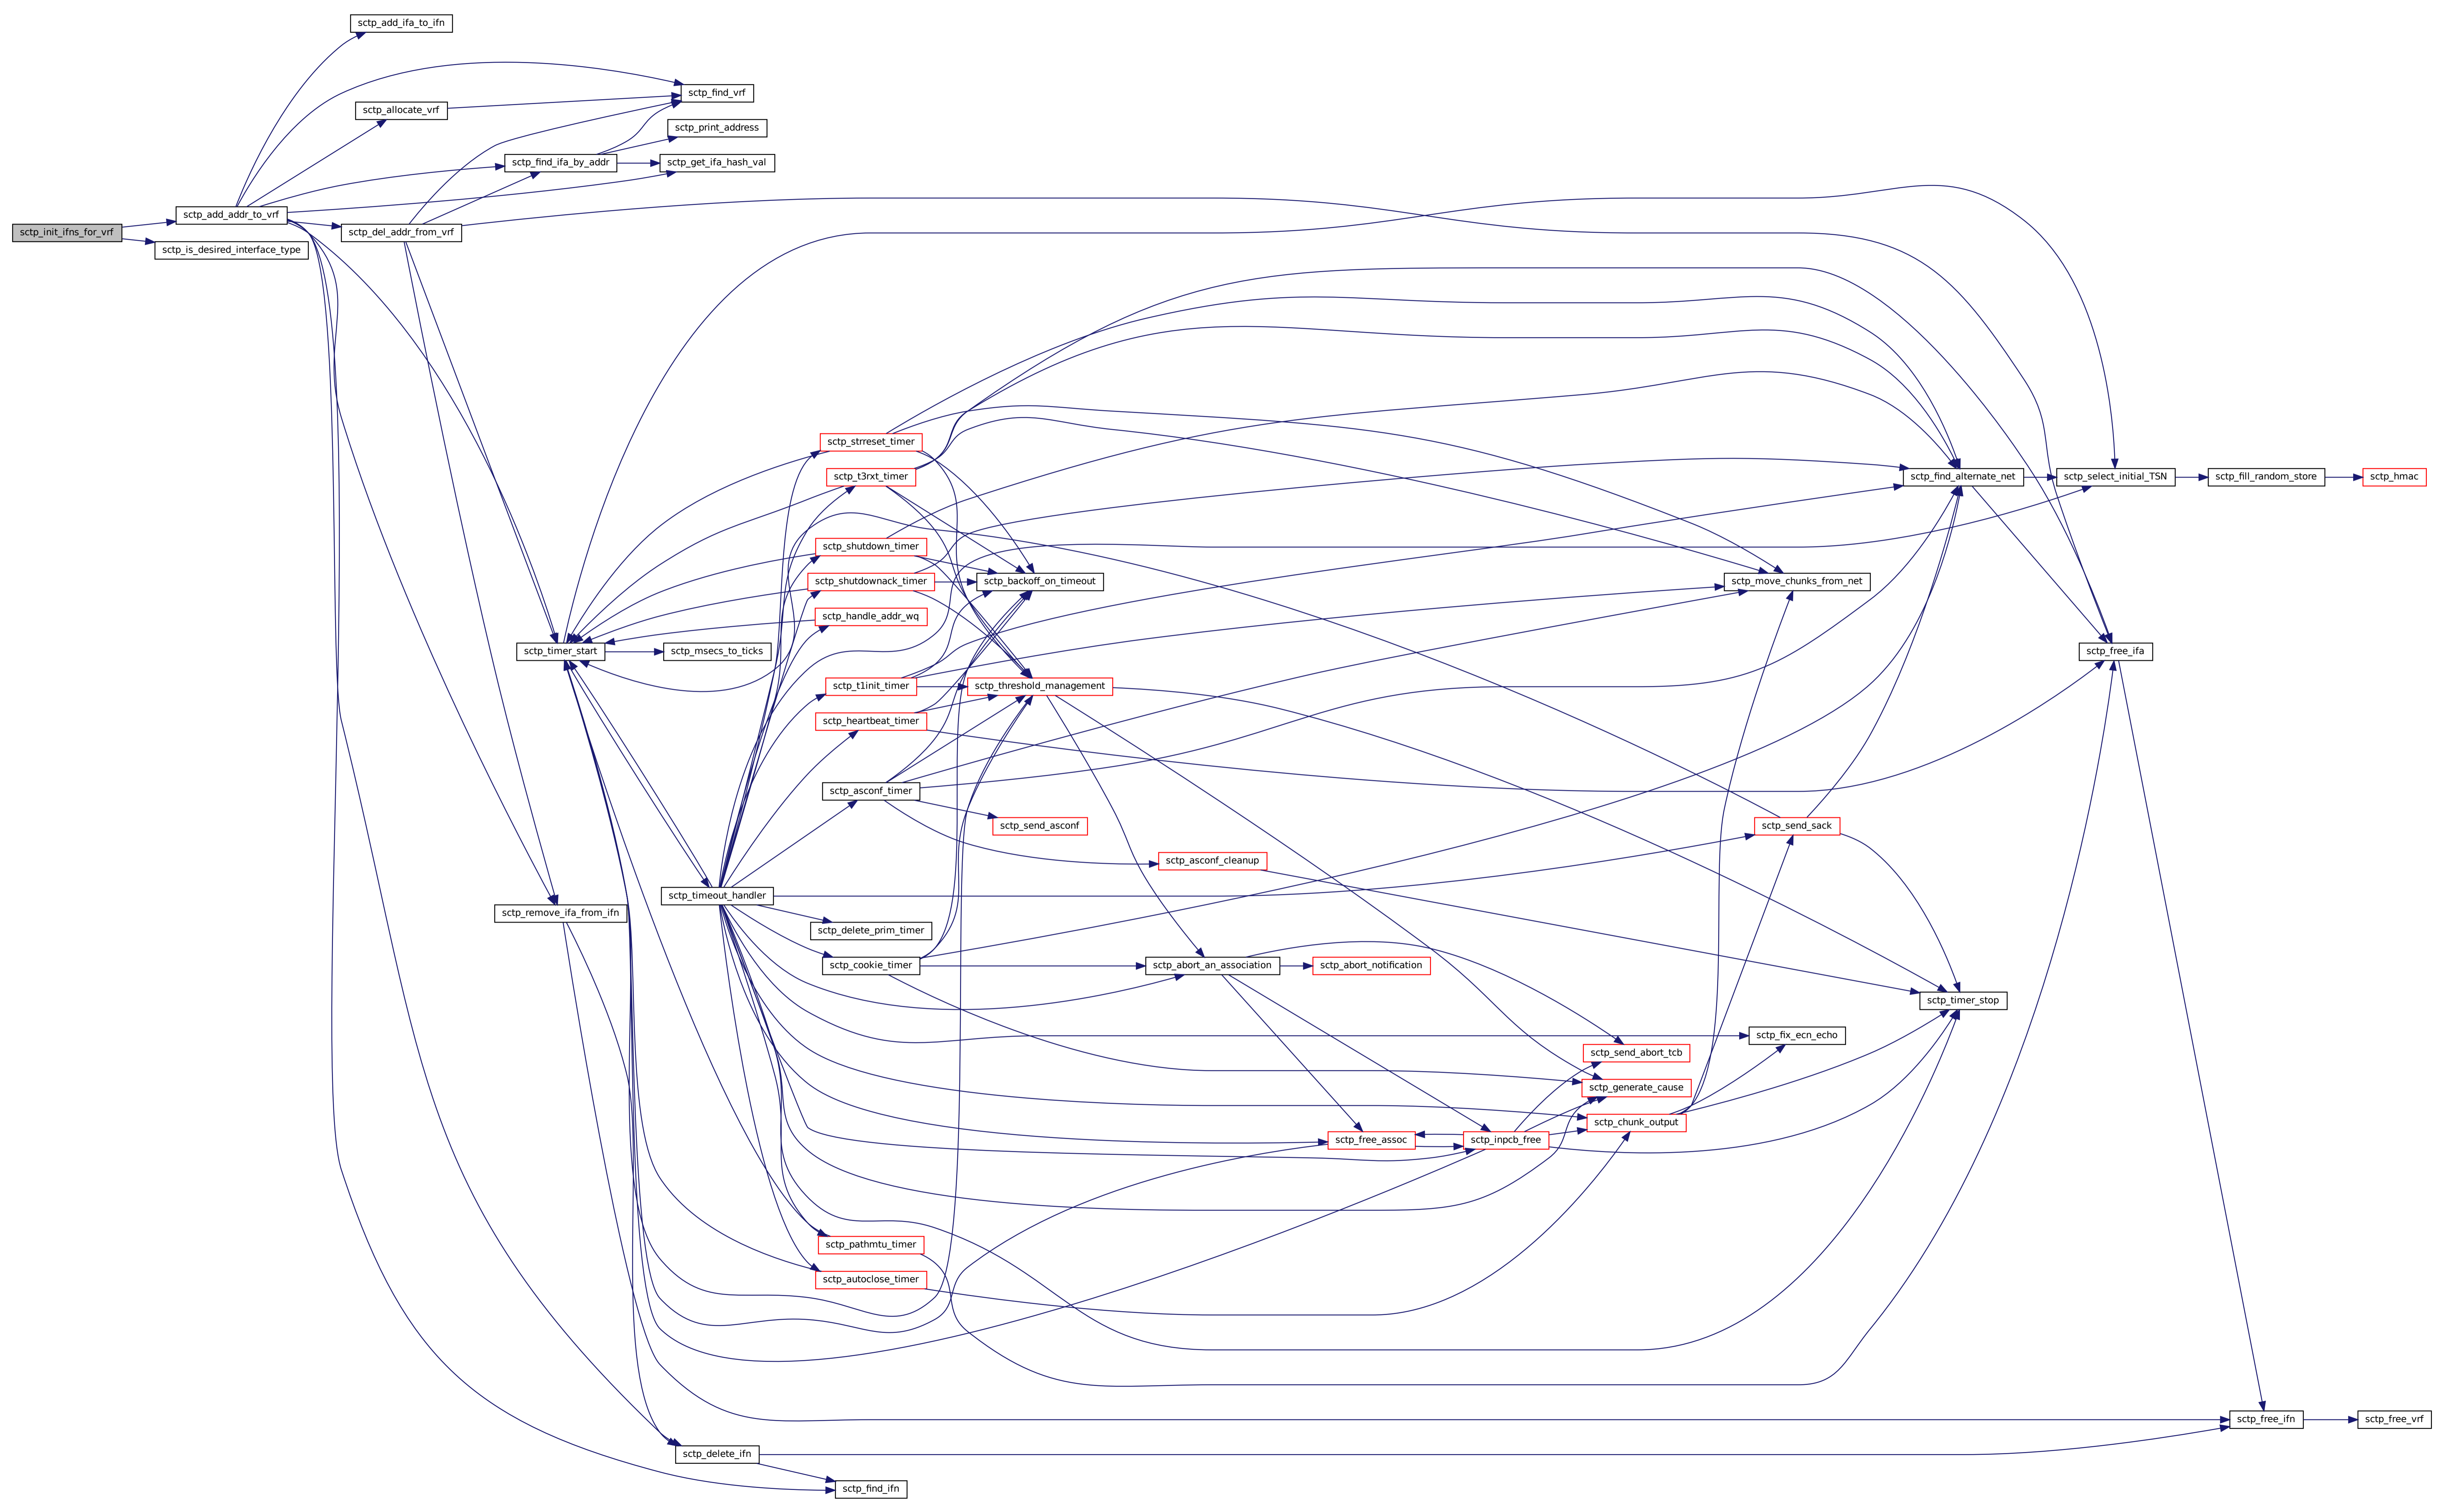 sctp_add_ifa_to_ifn
sctp_find_vrf
sctp_allocate_vrf
sctp_print_address
sctp_find_ifa_by_addr
sctp_get_ifa_hash_val
sctp_add_addr_to_vrf
sctp_init_ifns_for_vrf
sctp_del_addr_from_vrf
sctp_is_desired_interface_type
sctp_strreset_timer
sctp_t3rxt_timer
sctp_find_alternate_net
sctp_select_initial_TSN
sctp_fill_random_store
sctp_hmac
sctp_shutdown_timer
sctp_shutdownack_timer
sctp_backoff_on_timeout
sctp_move_chunks_from_net
sctp_handle_addr_wq
sctp_timer_start
sctp_msecs_to_ticks
sctp_free_ifa
sctp_t1init_timer
sctp_threshold_management
sctp_heartbeat_timer
sctp_asconf_timer
sctp_send_asconf
sctp_send_sack
sctp_asconf_cleanup
sctp_timeout_handler
sctp_remove_ifa_from_ifn
sctp_delete_prim_timer
sctp_cookie_timer
sctp_abort_an_association
sctp_abort_notification
sctp_timer_stop
sctp_fix_ecn_echo
sctp_send_abort_tcb
sctp_generate_cause
sctp_chunk_output
sctp_free_assoc
sctp_inpcb_free
sctp_pathmtu_timer
sctp_autoclose_timer
sctp_free_ifn
sctp_free_vrf
sctp_delete_ifn
sctp_find_ifn